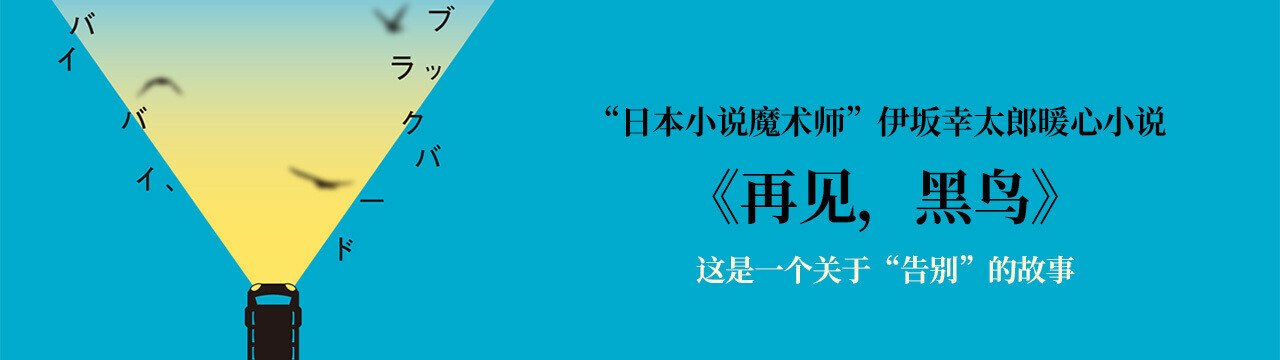 バイバイ、
ブラックバード
“日本小说魔术师”伊坂幸太郎暖心小说
《再见，黑鸟》
这是一个关于“告别”的故事